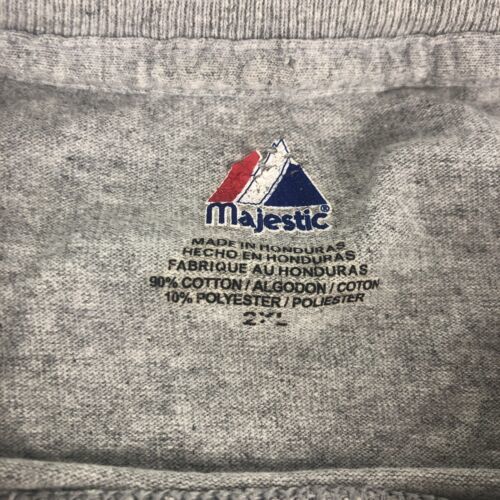 majestic®
MADE IN HONDURAS
HECHO EN HONDURAS
FABRIQUE AU HONDURAS
90% COTTON / ALGODON / COTON
10% POLYESTER / POLIESTER
2XL